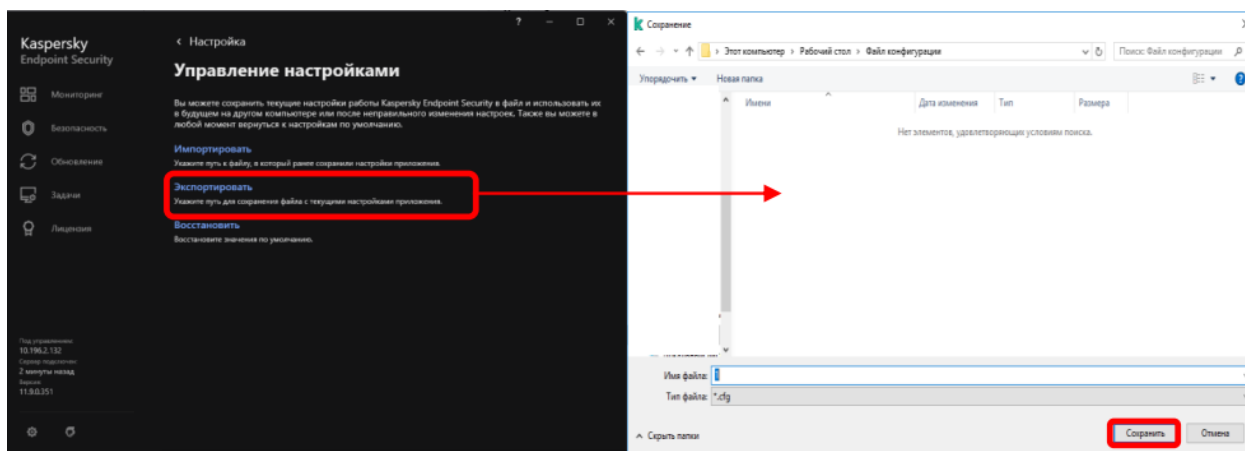 Kaspersky
Endpoint Security
Мониторинг
Безопасность
Обновление
Задачи
Лицензия
Под управлением:
10.196.2.132
Сервер подключен:
2 минуты назад
Версия:
11.9.0.351
? — □ ×
< Настройка
Управление настройками
Вы можете сохранить текущие настройки работы Kaspersky Endpoint Security в файл и использовать их
в будущем на другом компьютере или после неправильного изменения настроек. Также вы можете в
любой момент вернуться к настройкам по умолчанию.
Импортировать
Укажите путь к файлу, в который ранее сохранили настройки приложения.
Экспортировать
Укажите путь для сохранения файла с текущими настройками приложения.
Восстановить
Восстановите значения по умолчанию.
Сохранение
Этот компьютер > Рабочий стол > Файл конфигурации
Поиск: Файл конфигурации
Упорядочить
Новая папка
Имя
Дата изменения
Тип
Размер
Нет элементов, удовлетворяющих условиям поиска.
Имя файла: 1
Тип файла: *.cfg
Скрыть папки
Сохранить
Отмена